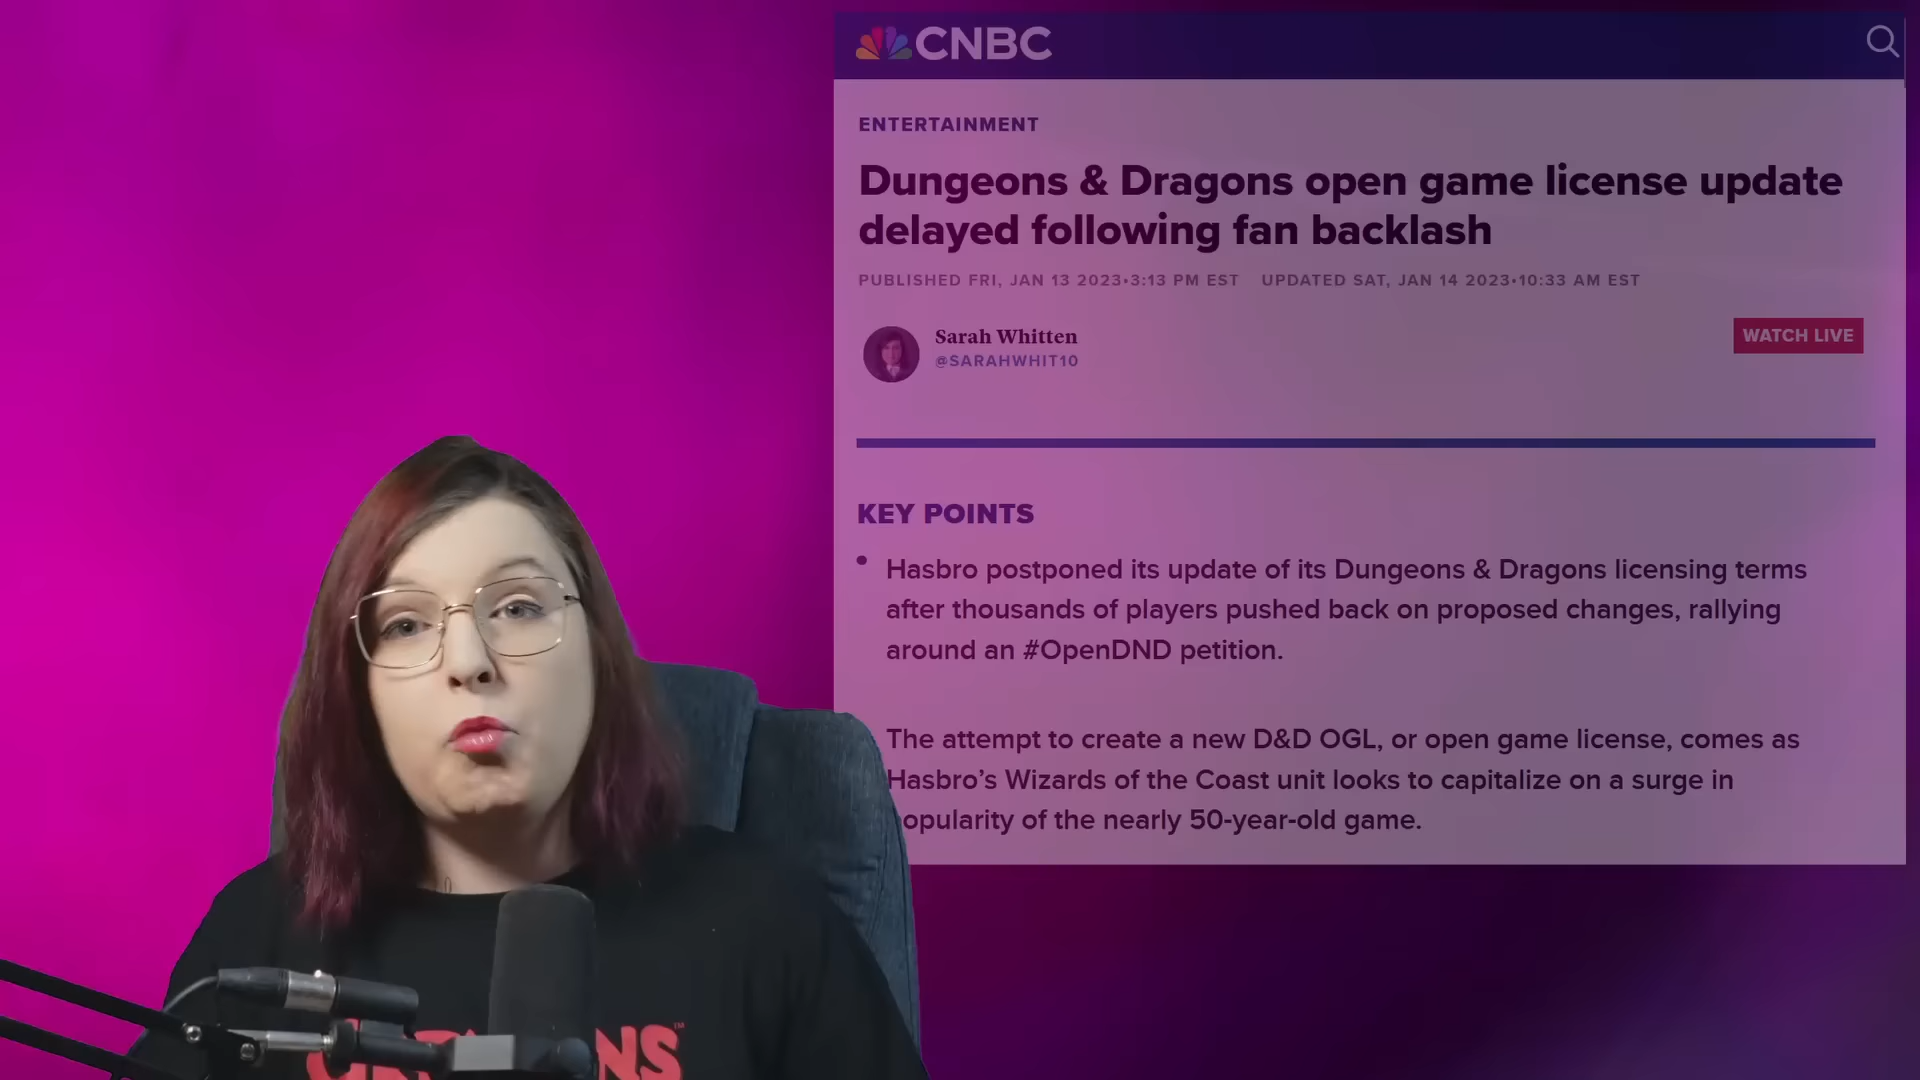 CNBC
ENTERTAINMENT
Dungeons & Dragons open game license update
delayed following fan backlash
PUBLISHED FRI, JAN 13 2023•3:13 PM EST UPDATED SAT, JAN 14 2023•10:33 AM EST
Sarah Whitten
@SARAHWHIT10
WATCH LIVE
KEY POINTS
• Hasbro postponed its update of its Dungeons & Dragons licensing terms
after thousands of players pushed back on proposed changes, rallying
around an #OpenDND petition.
The attempt to create a new D&D OGL, or open game license, comes as
Hasbro’s Wizards of the Coast unit looks to capitalize on a surge in
opularity of the nearly 50-year-old game.